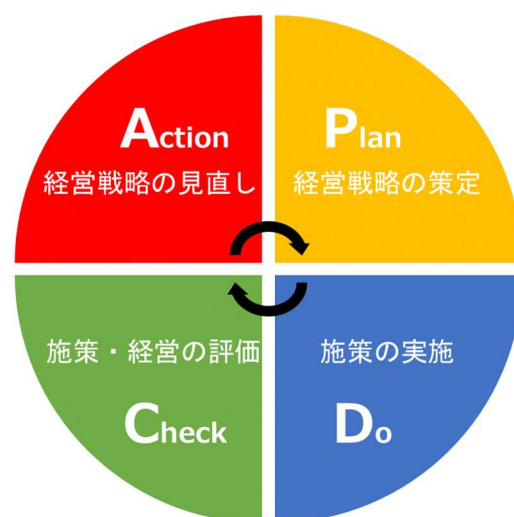 Action
経営戦略の見直し
Plan
経営戦略の策定
施策・経営の評価
Check
施策の実施
Do